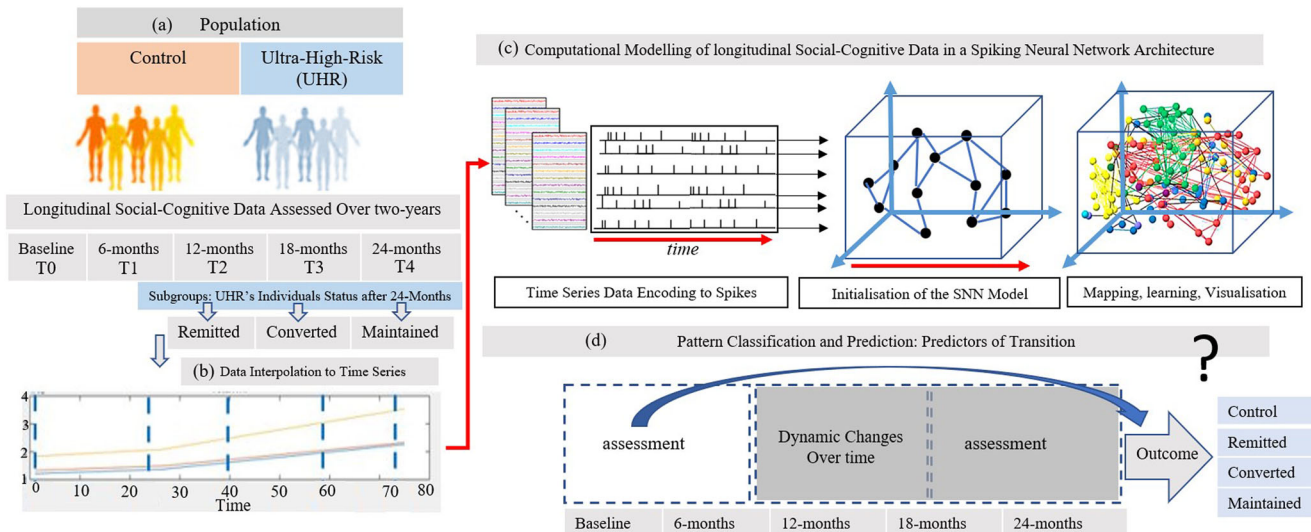 (a) Population
Control
Ultra-High-Risk
(UHR)
Longitudinal Social-Cognitive Data Assessed Over two-years
Baseline 6-months 12-months 18-months 24-months
T0 T1 T2 T3 T4
Subgroups: UHR's Individuals Status after 24-Months
Remitted Converted Maintained
(b) Data Interpolation to Time Series
4
3
2
1
0 10 20 30 40 50 60 70 80
Time
(c) Computational Modelling of longitudinal Social-Cognitive Data in a Spiking Neural Network Architecture
time
Time Series Data Encoding to Spikes
Initialisation of the SNN Model
Mapping, learning, Visualisation
(d) Pattern Classification and Prediction: Predictors of Transition
?
assessment
Dynamic Changes
Over time
assessment
Outcome
Control
Remitted
Converted
Maintained
Baseline 6-months 12-months 18-months 24-months